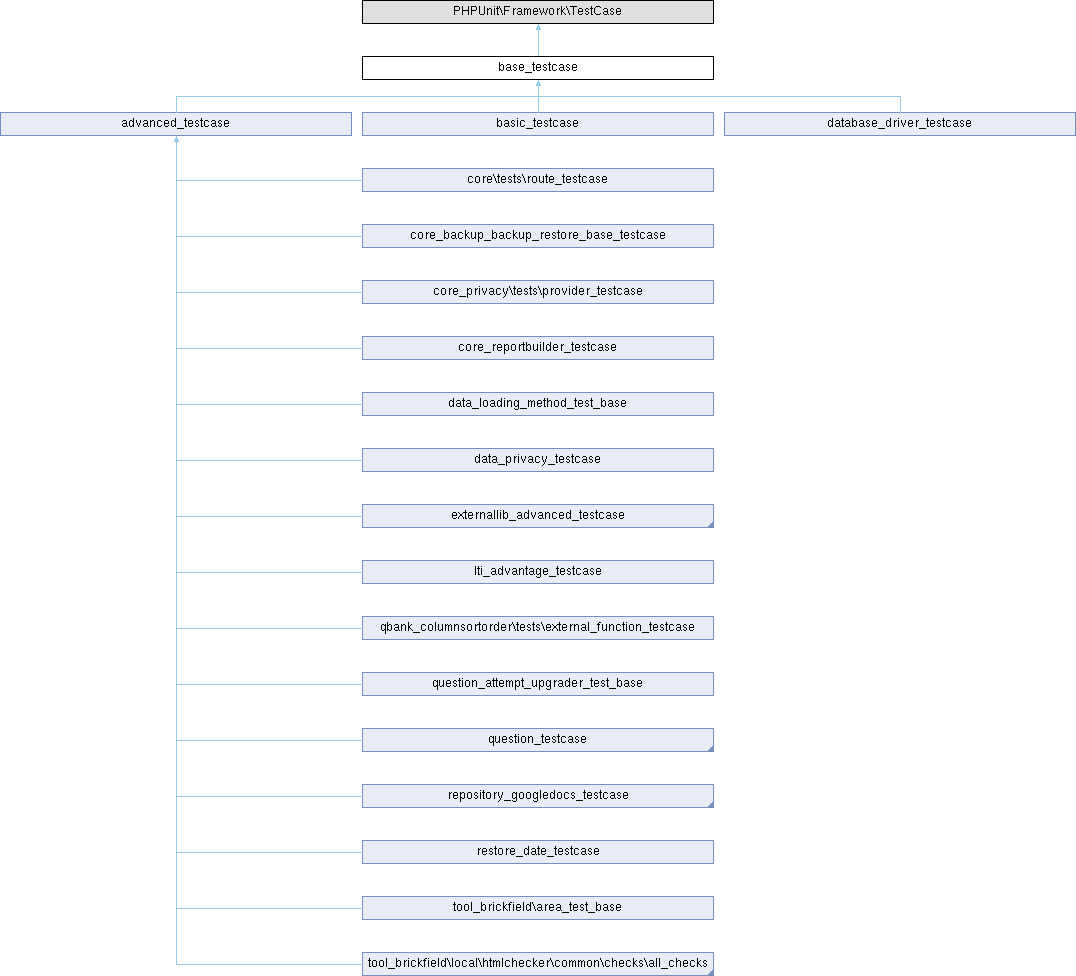 PHPUnit\Framework\TestCase
base_testcase
advanced_testcase
basic_testcase
database_driver_testcase
core\tests\route_testcase
core_backup_backup_restore_base_testcase
core_privacy\tests\provider_testcase
core_reportbuilder_testcase
data_loading_method_test_base
data_privacy_testcase
externallib_advanced_testcase
lti_advantage_testcase
qbank_columnsortorder\tests\external_function_testcase
question_attempt_upgrader_test_base
question_testcase
repository_googledocs_testcase
restore_date_testcase
tool_brickfield\area_test_base
tool_brickfield\local\htmlchecker\common\checks\all_checks